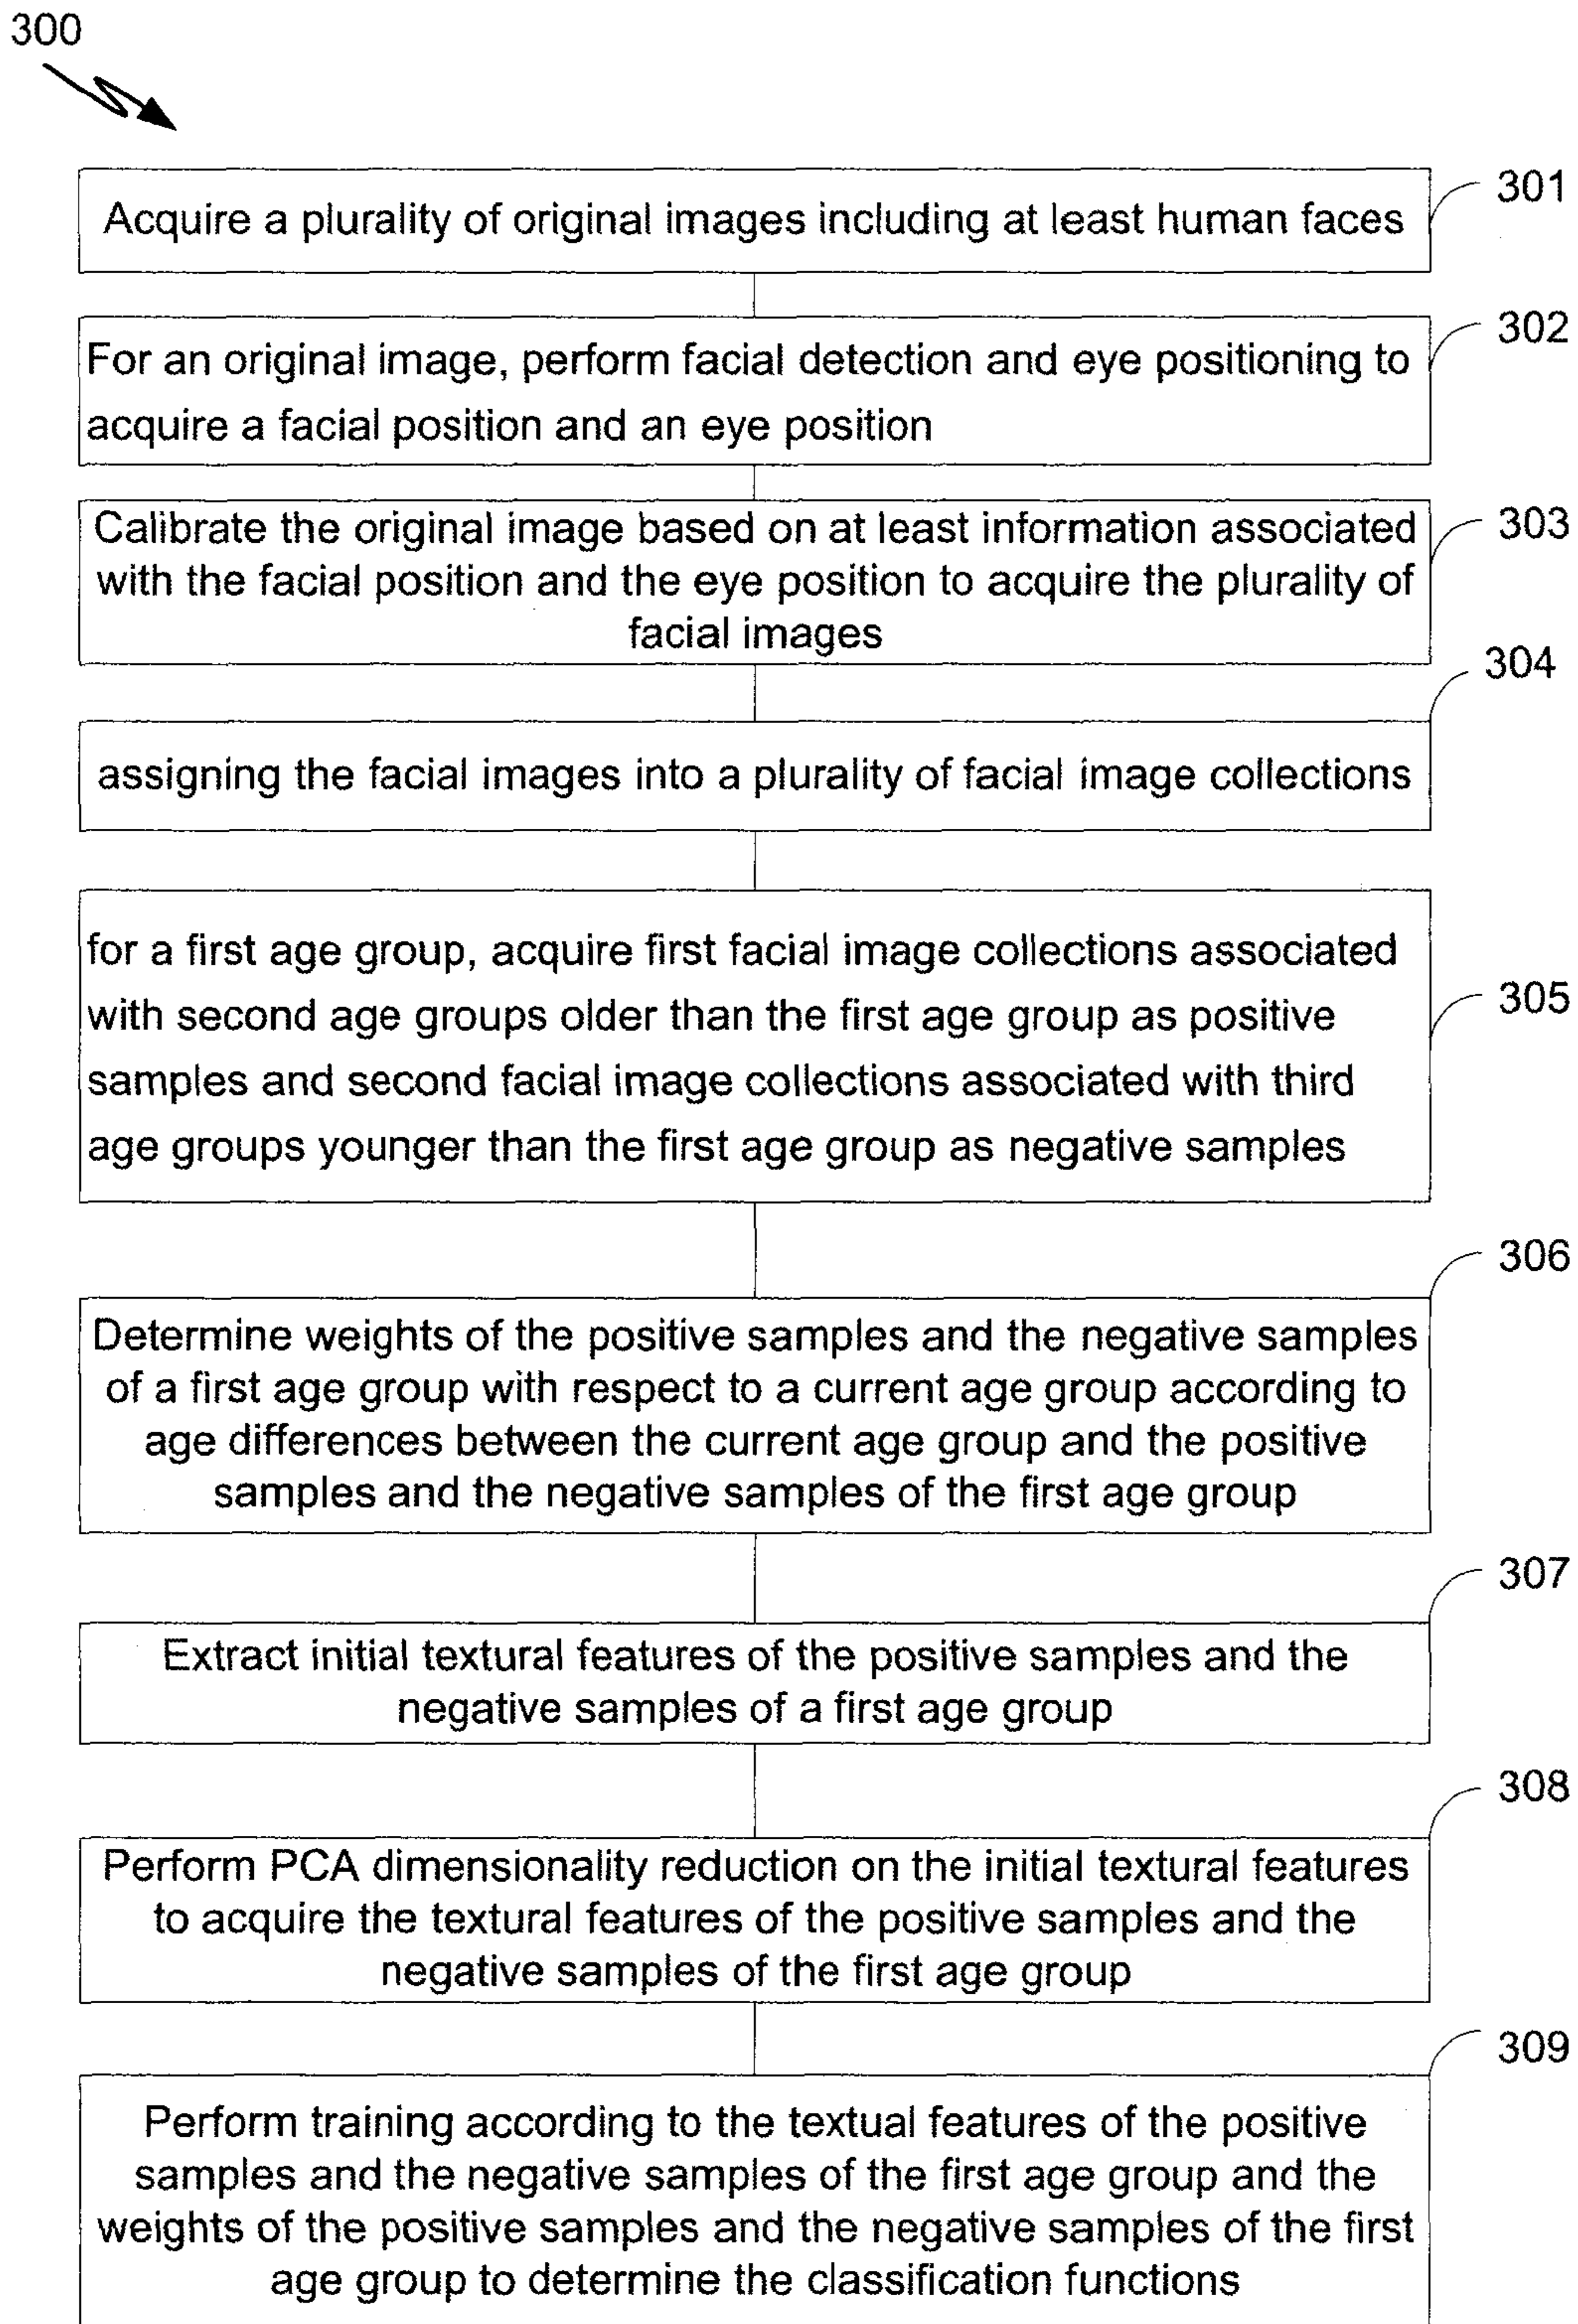 300
301
Acquire a plurality of original images including at least human faces
302
For an original image, perform facial detection and eye positioning to
acquire a facial position and an eye position
303
Calibrate the original image based on at least information associated
with the facial position and the eye position to acquire the plurality of
facial images
304
assigning the facial images into a plurality of facial image collections
for a first age group, acquire first facial image collections associated
with second age groups older than the first age group as positive
305
samples and second facial image collections associated with third
age groups younger than the first age group as negative samples
306
Determine weights of the positive samples and the negative samples
of a first age group with respect to a current age group according to
age differences between the current age group and the positive
samples and the negative samples of the first age group
307
Extract initial textural features of the positive samples and the
negative samples of a first age group
308
Perform PCA dimensionality reduction on the initial textural features
to acquire the textural features of the positive samples and the
negative samples of the first age group
309
Perform training according to the textual features of the positive
samples and the negative samples of the first age group and the
weights of the positive samples and the negative samples of the first
age group to determine the classification functions